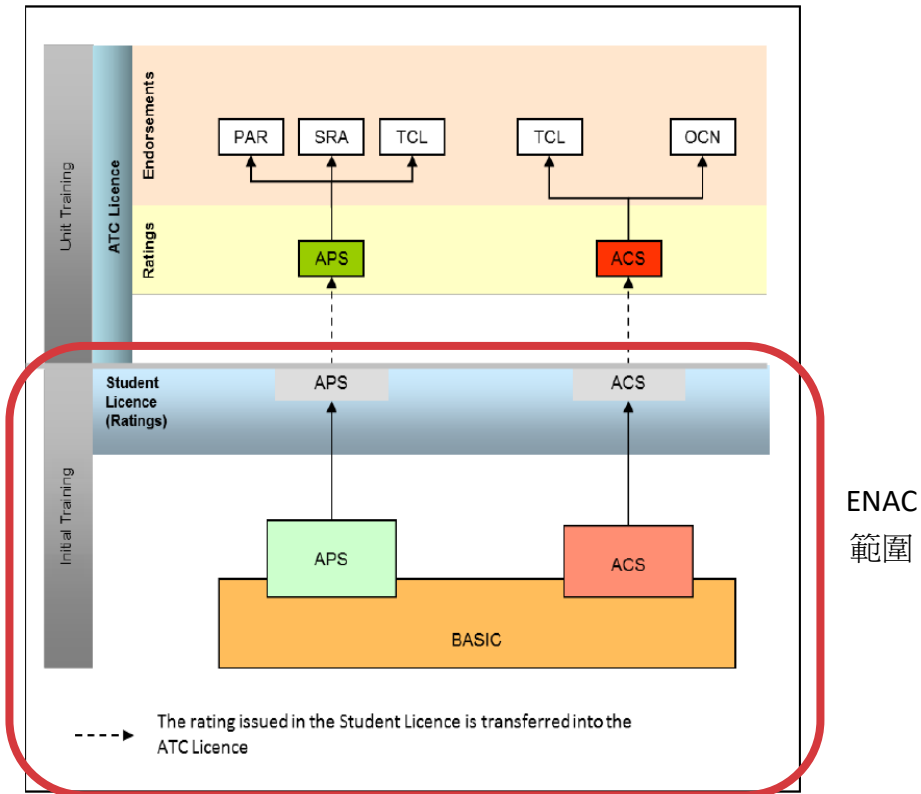 Unit Training
ATC Licence
Endorsements
PAR
SRA
TCL
TCL
OCN
Ratings
APS
ACS
Initial Training
Student
Licence
(Ratings)
APS
ACS
APS
ACS
BASIC
ENAC
範圍
The rating issued in the Student Licence is transferred into the
ATC Licence